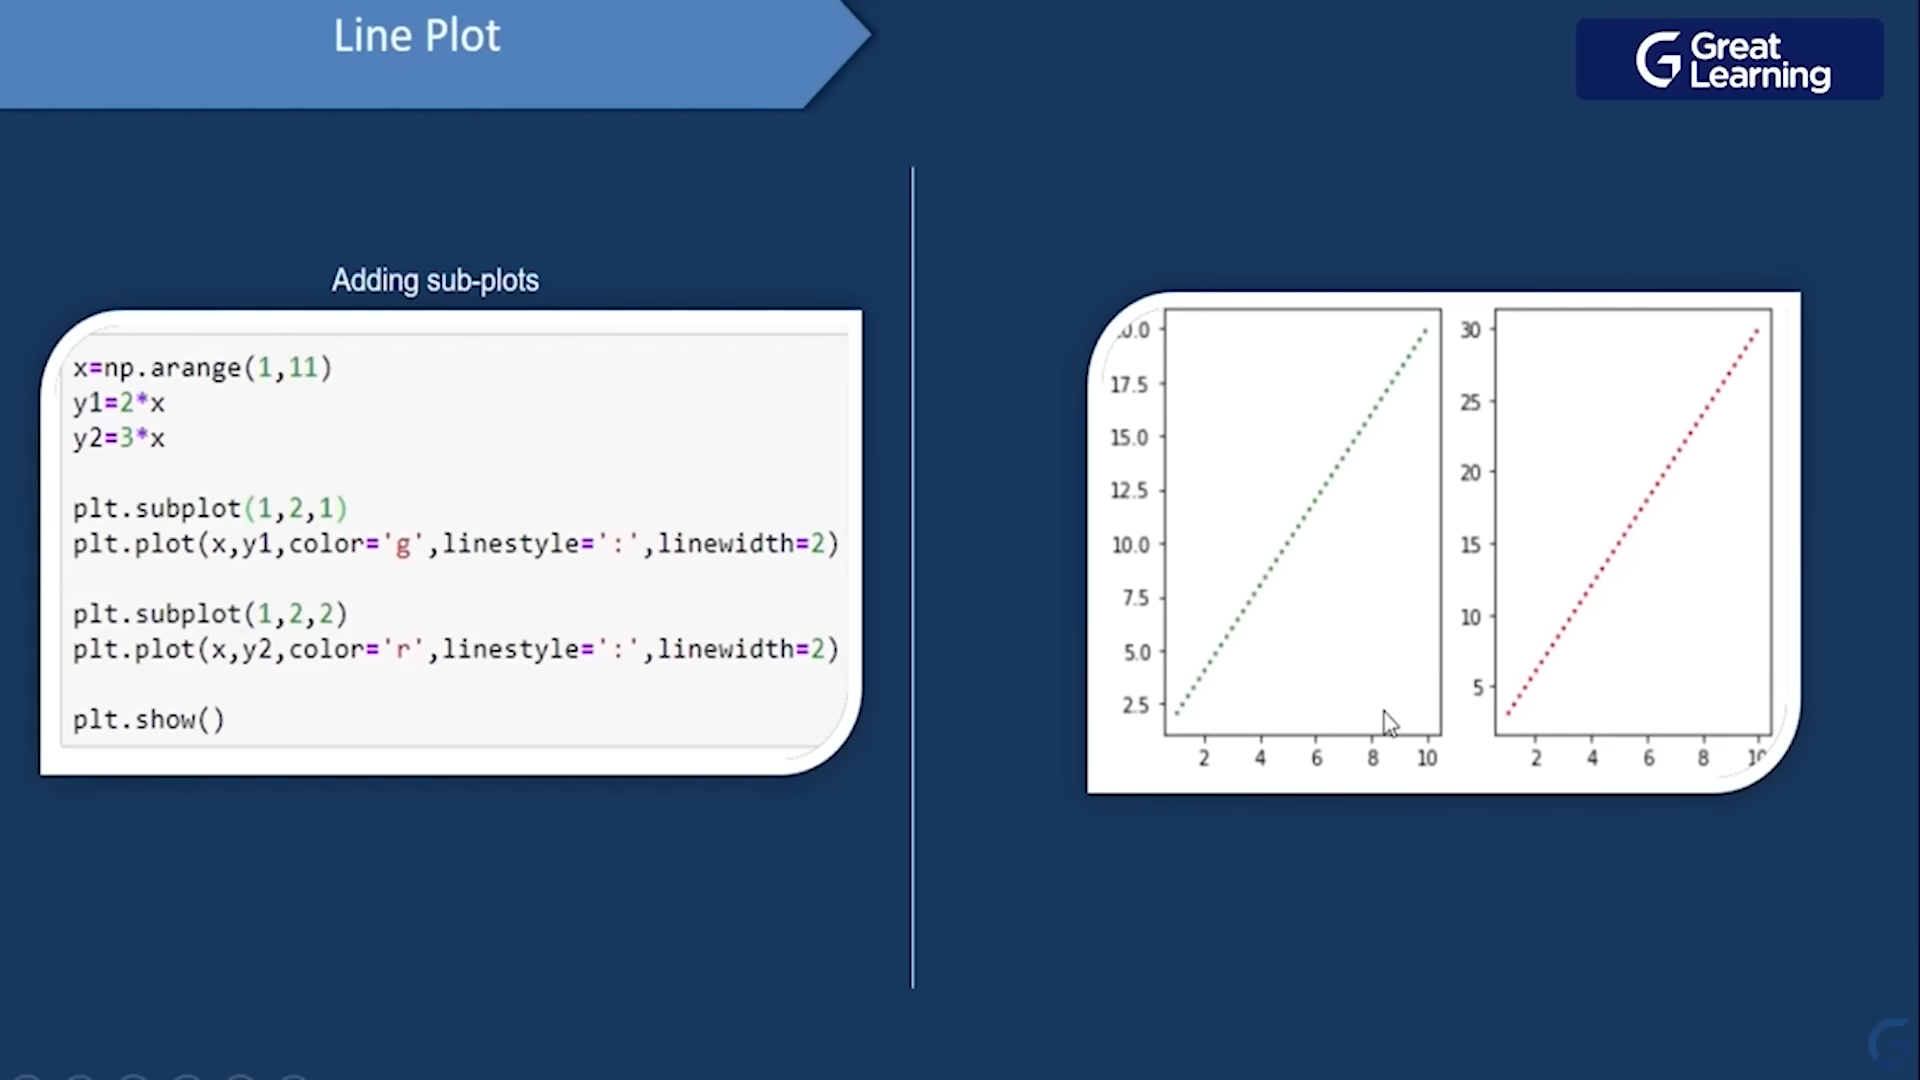 Line Plot
Great
Learning
Adding sub-plots
x=np.arange(1,11)
y1=2*x
y2=3*x
plt.subplot(1,2,1)
plt.plot(x,y1,color='g',linestyle=':',linewidth=2)
plt.subplot(1,2,2)
plt.plot(x,y2,color='r',linestyle=':',linewidth=2)
plt.show()
17.5
15.0
12.5
10.0
7.5
5.0
2.5
2 4 6 8 10
30
25
20
15
10
5
2 4 6 8